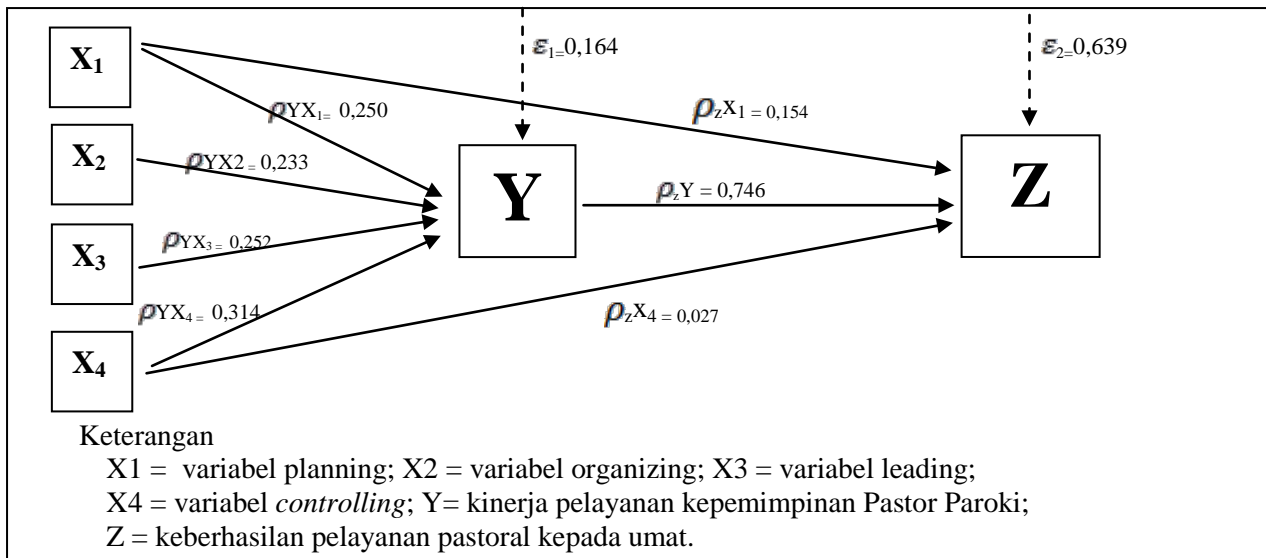 X1
ε1=0,164
ε2=0,639
ρYX1= 0,250
ρzX1 = 0,154
X2
ρYX2 = 0,233
Y
Z
ρzY = 0,746
X3
ρYX3 = 0,252
ρYX4 = 0,314
ρzX4 = 0,027
X4
Keterangan
X1 = variabel planning; X2 = variabel organizing; X3 = variabel leading;
X4 = variabel controlling; Y= kinerja pelayanan kepemimpinan Pastor Paroki;
Z = keberhasilan pelayanan pastoral kepada umat.